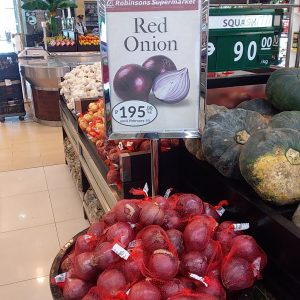 Robinsons Supermarket
Red
Onion
₱195.00
SQUASH
90.00